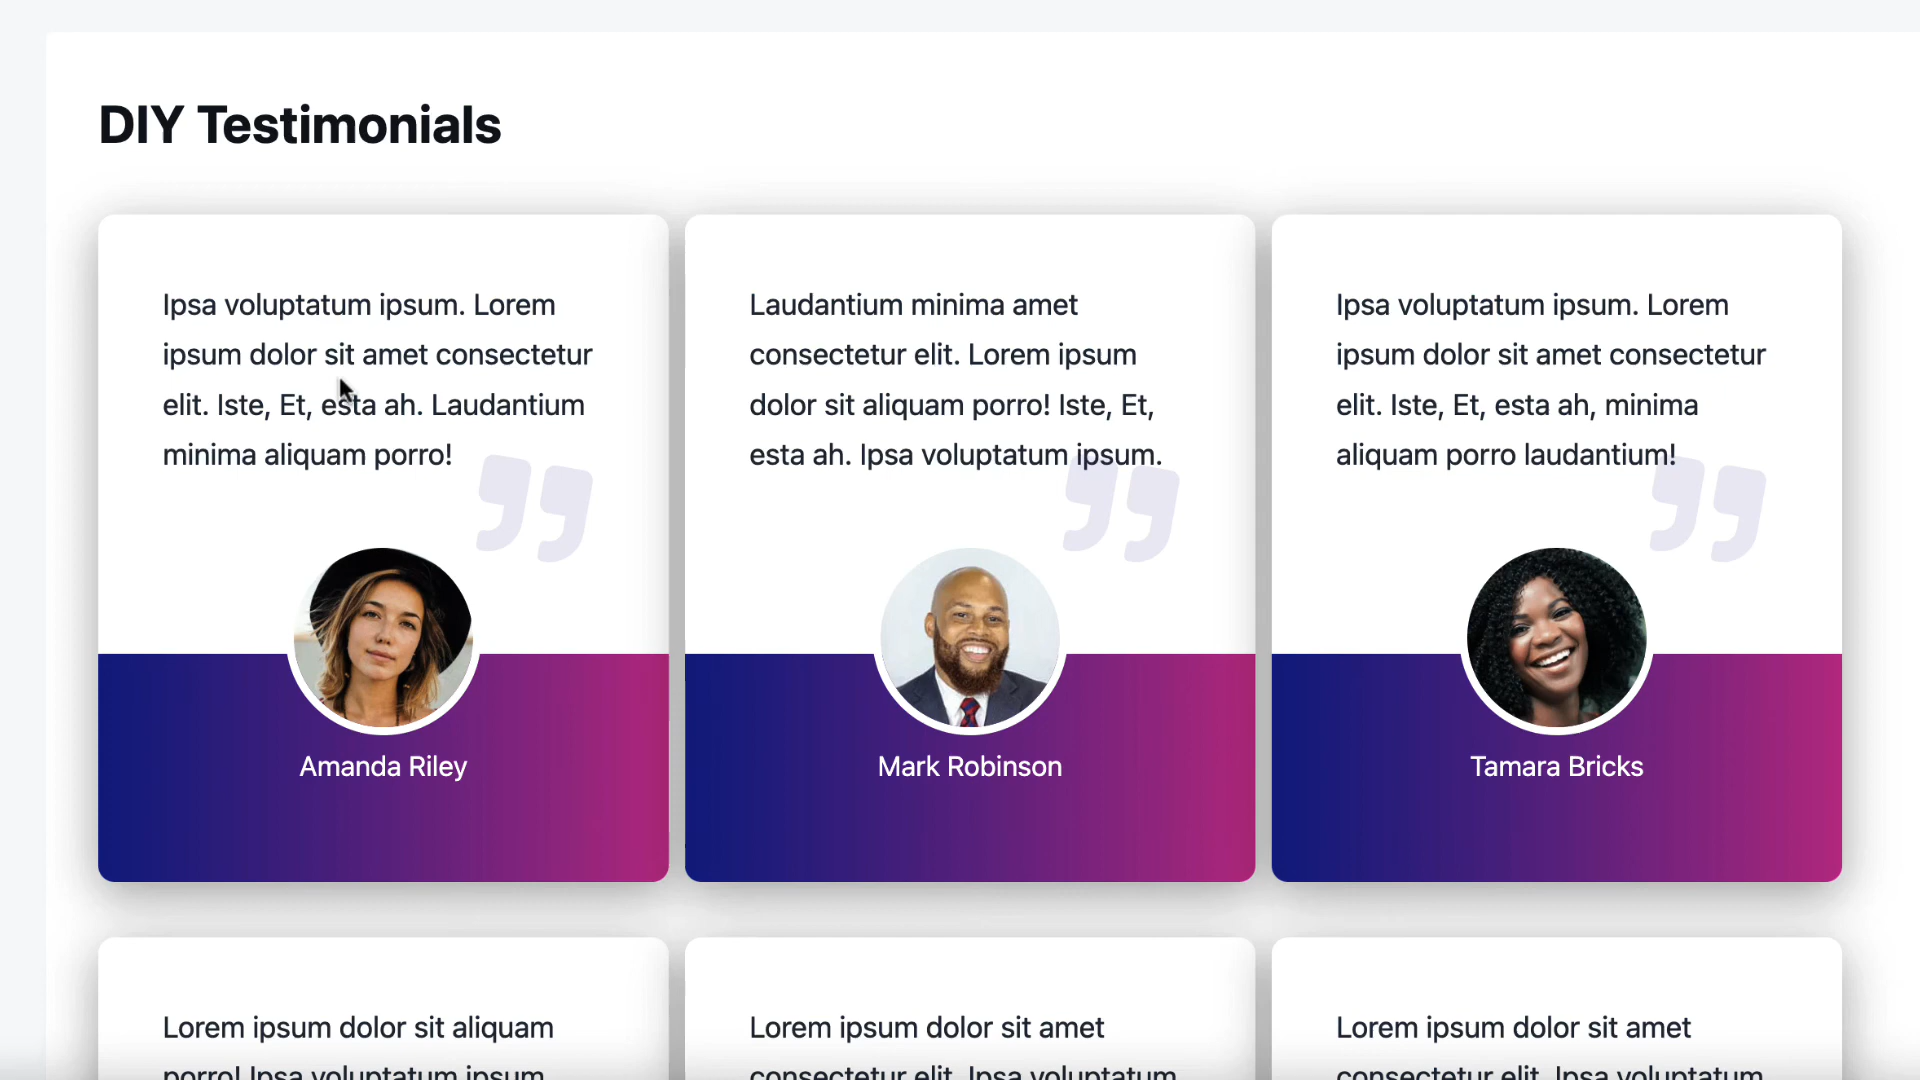 DIY Testimonials
Ipsa voluptatum ipsum. Lorem
ipsum dolor sit amet consectetur
elit. Iste, Et, esta ah. Laudantium
minima aliquam porro!
Amanda Riley
Laudantium minima amet
consectetur elit. Lorem ipsum
dolor sit aliquam porro! Iste, Et,
esta ah. Ipsa voluptatum ipsum.
Mark Robinson
Ipsa voluptatum ipsum. Lorem
ipsum dolor sit amet consectetur
elit. Iste, Et, esta ah, minima
aliquam porro laudantium!
Tamara Bricks
Lorem ipsum dolor sit aliquam
porro! Ipsa voluptatum ipsum
Lorem ipsum dolor sit amet
consectetur elit. Ipsa voluptatum
Lorem ipsum dolor sit amet
consectetur elit. Ipsa voluptatum